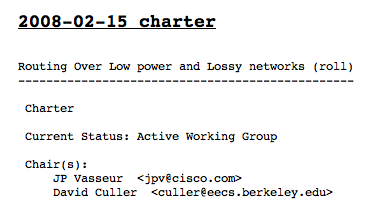 2008-02-15 charter
Routing Over Low power and Lossy networks (roll)
------------------------------------------------
Charter
Current Status: Active Working Group
Chair(s):
JP Vasseur <jpv@cisco.com>
David Culler <culler@eecs.berkeley.edu>